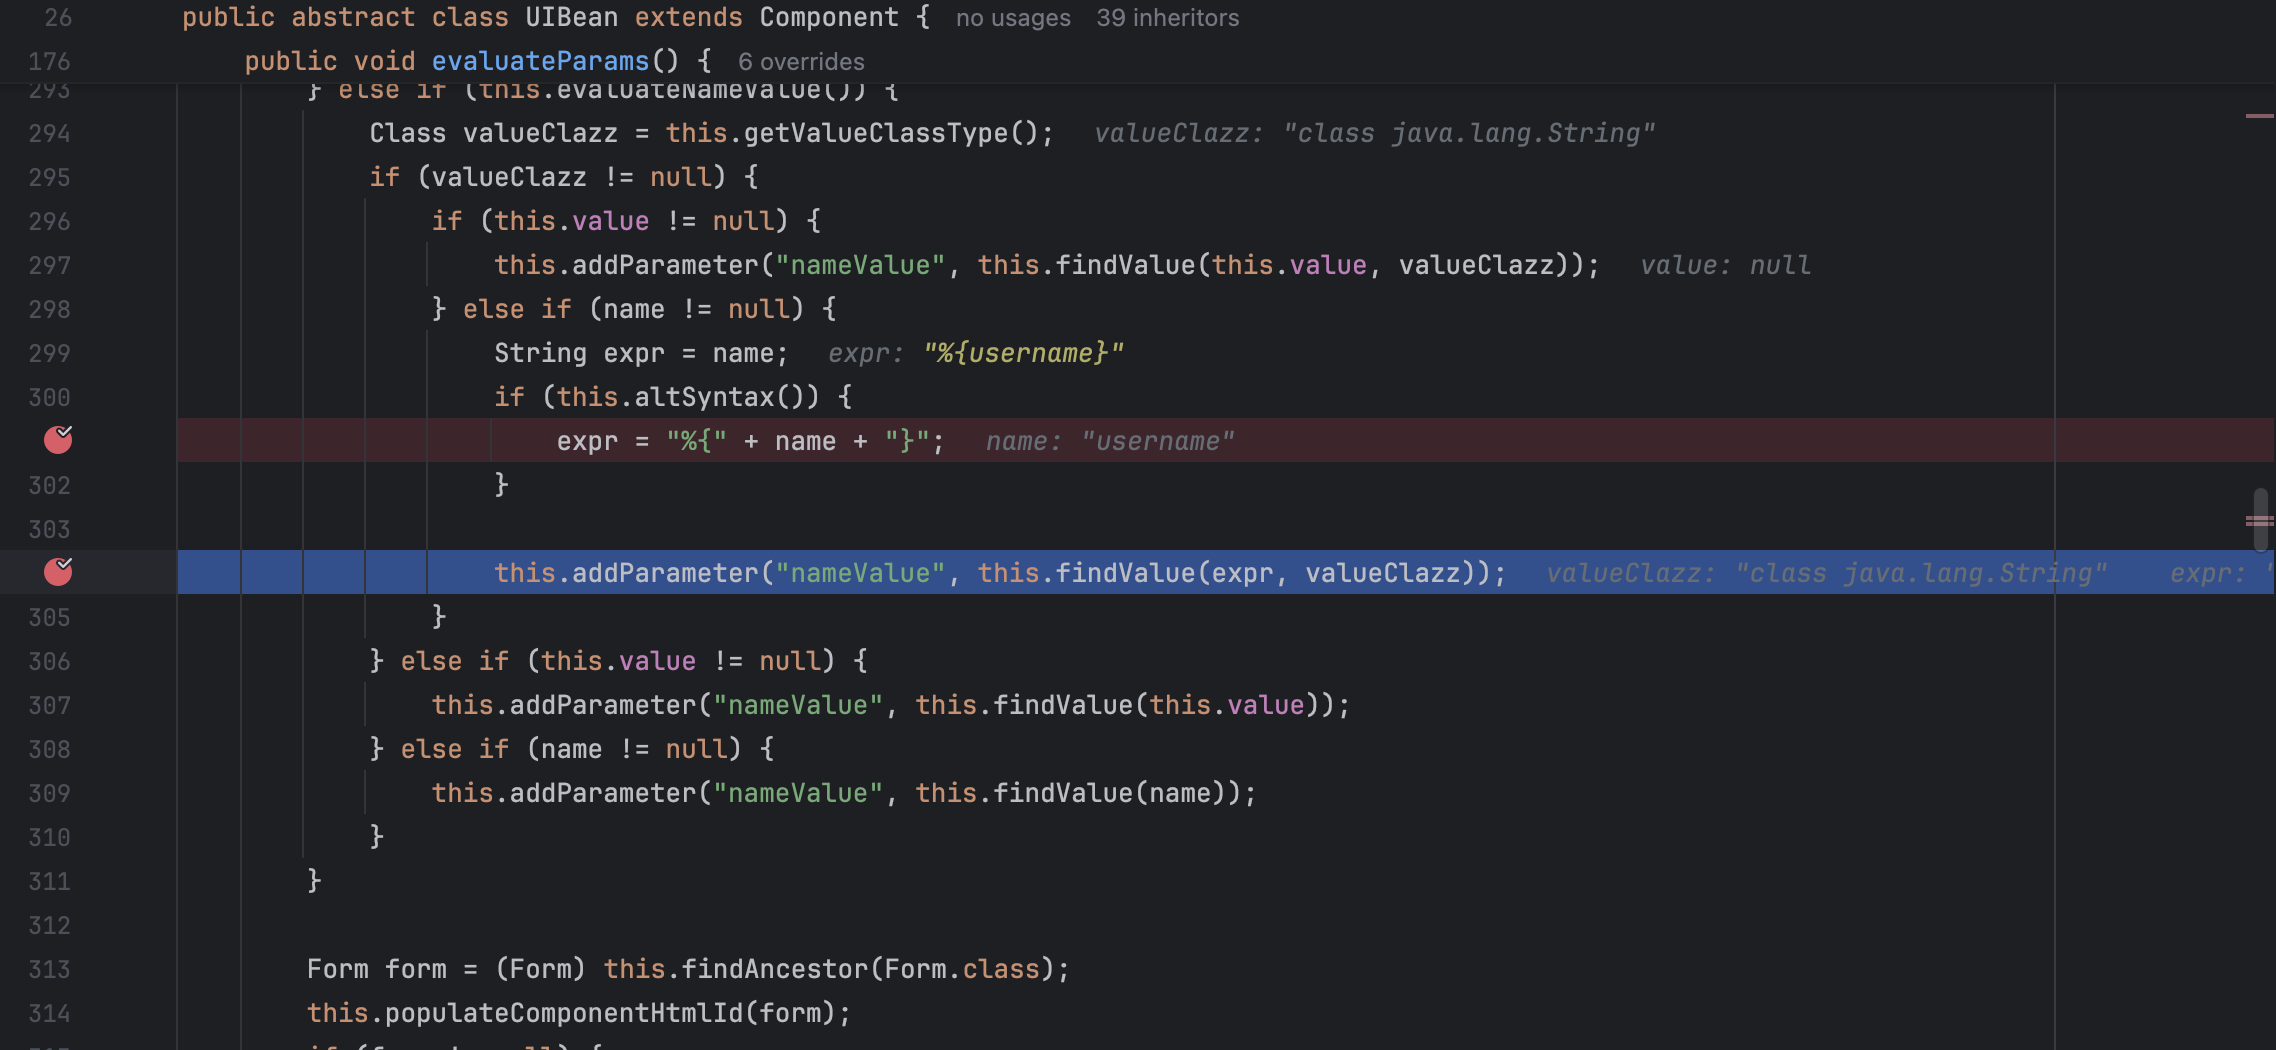 26 public abstract class UIBean extends Component { no usages 39 inheritors
176 public void evaluateParams() { 6 overrides
293 } else if (this.evaluateNameValue()) {
294 Class valueClazz = this.getValueClassType(); valueClazz: "class java.lang.String"
295 if (valueClazz != null) {
296 if (this.value != null) {
297 this.addParameter("nameValue", this.findValue(this.value, valueClazz)); value: null
298 } else if (name != null) {
299 String expr = name; expr: "%{username}"
300 if (this.altSyntax()) {
expr = "%{" + name + "}"; name: "username"
302 }
303
this.addParameter("nameValue", this.findValue(expr, valueClazz)); valueClazz: "class java.lang.String" expr: "
305 }
306 } else if (this.value != null) {
307 this.addParameter("nameValue", this.findValue(this.value));
308 } else if (name != null) {
309 this.addParameter("nameValue", this.findValue(name));
310 }
311 }
312
313 Form form = (Form) this.findAncestor(Form.class);
314 this.populateComponentHtmlId(form);